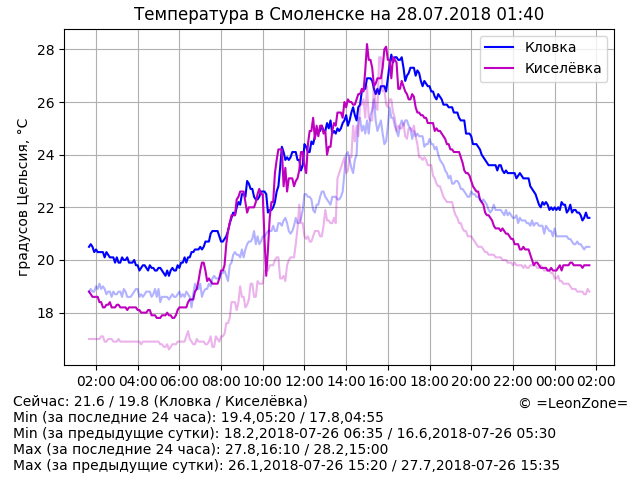 Температура в Смоленске на 28.07.2018 01:40
Кловка
Киселёвка
градусов Цельсия, °C
28
26
24
22
20
18
02:00 04:00 06:00 08:00 10:00 12:00 14:00 16:00 18:00 20:00 22:00 00:00 02:00
Сейчас: 21.6 / 19.8 (Кловка / Киселёвка)
© =LeonZone=
Min (за последние 24 часа): 19.4,05:20 / 17.8,04:55
Min (за предыдущие сутки): 18.2,2018-07-26 06:35 / 16.6,2018-07-26 05:30
Max (за последние 24 часа): 27.8,16:10 / 28.2,15:00
Max (за предыдущие сутки): 26.1,2018-07-26 15:20 / 27.7,2018-07-26 15:35